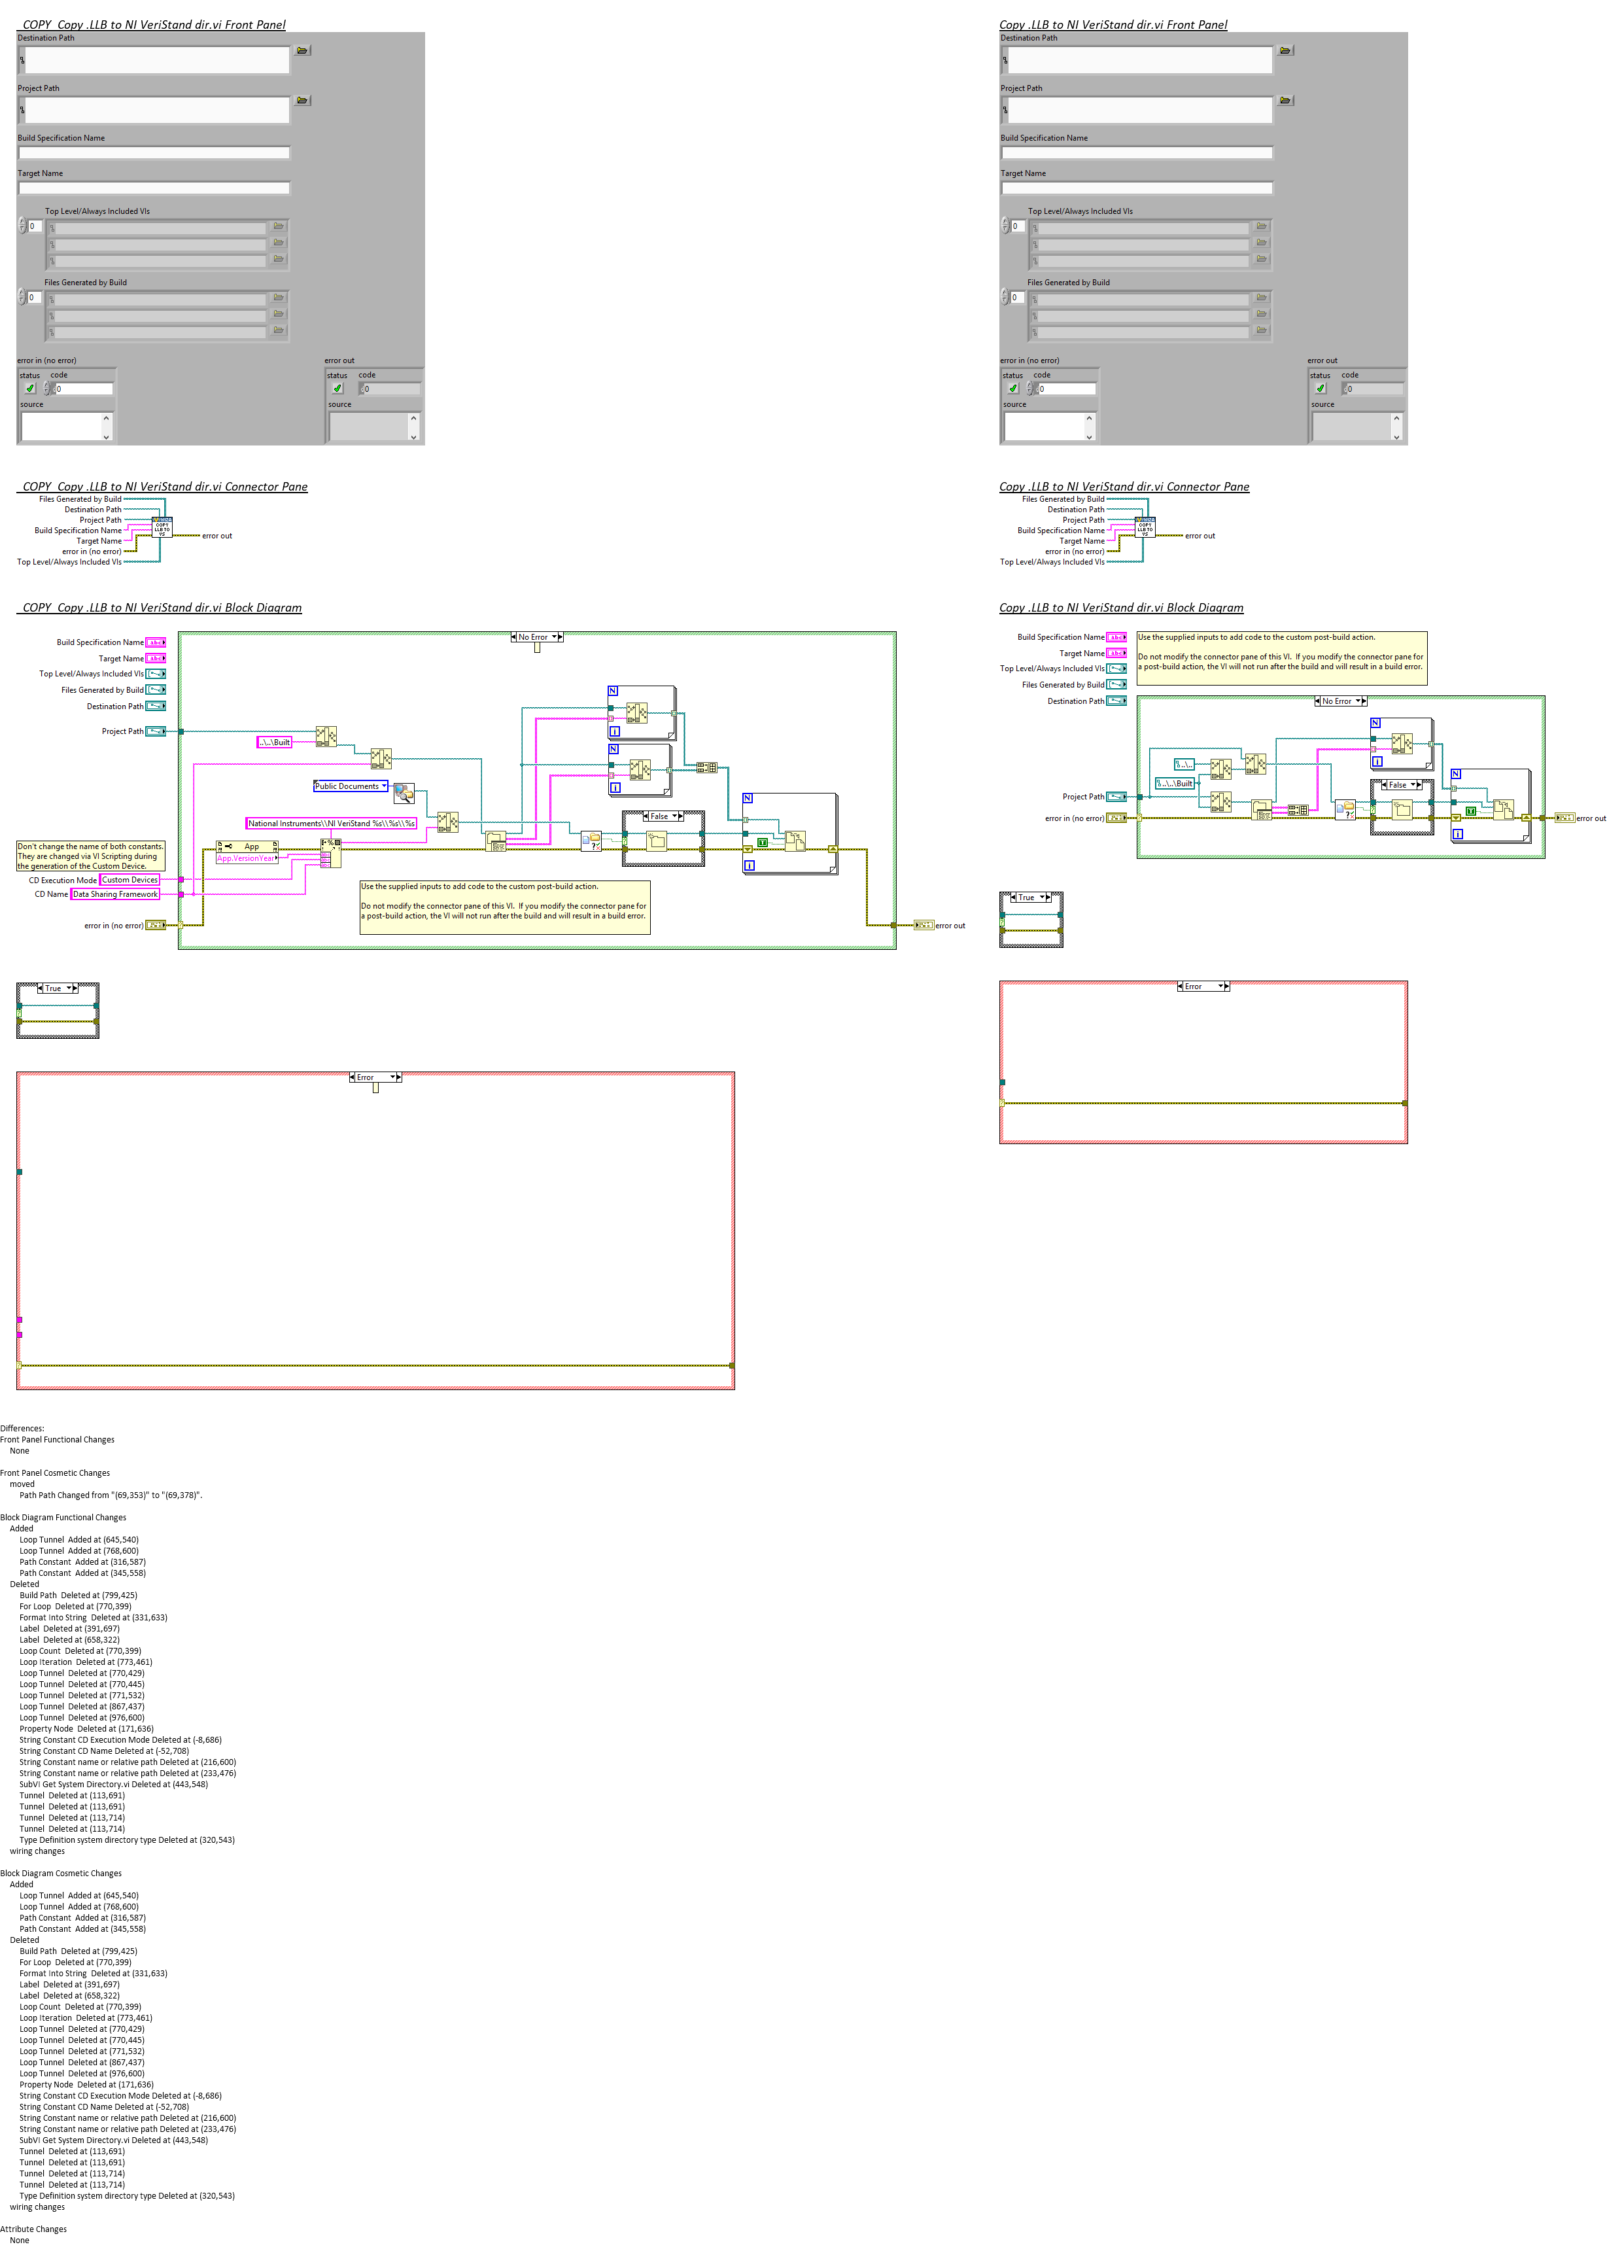 _COPY_Copy .LLB to NI VeriStand dir.vi Front Panel
Destination Path
Project Path
Build Specification Name
Target Name
Top Level/Always Included VIs
0
Files Generated by Build
0
error in (no error)
error out
status code
0
source
status code
0
source
Copy .LLB to NI VeriStand dir.vi Front Panel
Destination Path
Project Path
Build Specification Name
Target Name
Top Level/Always Included VIs
0
Files Generated by Build
0
error in (no error)
error out
status code
0
source
status code
0
source
_COPY_Copy .LLB to NI VeriStand dir.vi Connector Pane
Files Generated by Build
Destination Path
Project Path
Build Specification Name
Target Name
error in (no error)
Top Level/Always Included VIs
COPY
LLB TO
VS
error out
Copy .LLB to NI VeriStand dir.vi Connector Pane
Files Generated by Build
Destination Path
Project Path
Build Specification Name
Target Name
error in (no error)
Top Level/Always Included VIs
COPY
LLB TO
VS
error out
_COPY_Copy .LLB to NI VeriStand dir.vi Block Diagram
Build Specification Name
Target Name
Top Level/Always Included VIs
Files Generated by Build
Destination Path
Project Path
No Error
..\..\Built
Public Documents
National Instruments\\NI VeriStand %s\\%s\\%s
App
App.VersionYear
Don't change the name of both constants.
They are changed via VI Scripting during
the generation of the Custom Device.
CD Execution Mode Custom Devices
CD Name Data Sharing Framework
error in (no error)
N
i
N
i
False
N
i
Use the supplied inputs to add code to the custom post-build action.
Do not modify the connector pane of this VI.  If you modify the connector pane for
a post-build action, the VI will not run after the build and will result in a build error.
error out
True
Error
Copy .LLB to NI VeriStand dir.vi Block Diagram
Build Specification Name
Target Name
Top Level/Always Included VIs
Files Generated by Build
Destination Path
Use the supplied inputs to add code to the custom post-build action.
Do not modify the connector pane of this VI.  If you modify the connector pane for
a post-build action, the VI will not run after the build and will result in a build error.
No Error
..\..
..\..\Built
Project Path
error in (no error)
N
i
False
N
i
error out
True
Error
Differences:
Front Panel Functional Changes
None
Front Panel Cosmetic Changes
moved
Path Path Changed from "(69,353)" to "(69,378)".
Block Diagram Functional Changes
Added
Loop Tunnel  Added at (645,540)
Loop Tunnel  Added at (768,600)
Path Constant  Added at (316,587)
Path Constant  Added at (345,558)
Deleted
Build Path  Deleted at (799,425)
For Loop  Deleted at (770,399)
Format Into String  Deleted at (331,633)
Label  Deleted at (391,697)
Label  Deleted at (658,322)
Loop Count  Deleted at (770,399)
Loop Iteration  Deleted at (773,461)
Loop Tunnel  Deleted at (770,429)
Loop Tunnel  Deleted at (770,445)
Loop Tunnel  Deleted at (771,532)
Loop Tunnel  Deleted at (867,437)
Loop Tunnel  Deleted at (976,600)
Property Node  Deleted at (171,636)
String Constant CD Execution Mode Deleted at (-8,686)
String Constant CD Name Deleted at (-52,708)
String Constant name or relative path Deleted at (216,600)
String Constant name or relative path Deleted at (233,476)
SubVI Get System Directory.vi Deleted at (443,548)
Tunnel  Deleted at (113,691)
Tunnel  Deleted at (113,691)
Tunnel  Deleted at (113,714)
Tunnel  Deleted at (113,714)
Type Definition system directory type Deleted at (320,543)
wiring changes
Block Diagram Cosmetic Changes
Added
Loop Tunnel  Added at (645,540)
Loop Tunnel  Added at (768,600)
Path Constant  Added at (316,587)
Path Constant  Added at (345,558)
Deleted
Build Path  Deleted at (799,425)
For Loop  Deleted at (770,399)
Format Into String  Deleted at (331,633)
Label  Deleted at (391,697)
Label  Deleted at (658,322)
Loop Count  Deleted at (770,399)
Loop Iteration  Deleted at (773,461)
Loop Tunnel  Deleted at (770,429)
Loop Tunnel  Deleted at (770,445)
Loop Tunnel  Deleted at (771,532)
Loop Tunnel  Deleted at (867,437)
Loop Tunnel  Deleted at (976,600)
Property Node  Deleted at (171,636)
String Constant CD Execution Mode Deleted at (-8,686)
String Constant CD Name Deleted at (-52,708)
String Constant name or relative path Deleted at (216,600)
String Constant name or relative path Deleted at (233,476)
SubVI Get System Directory.vi Deleted at (443,548)
Tunnel  Deleted at (113,691)
Tunnel  Deleted at (113,691)
Tunnel  Deleted at (113,714)
Tunnel  Deleted at (113,714)
Type Definition system directory type Deleted at (320,543)
wiring changes
Attribute Changes
None